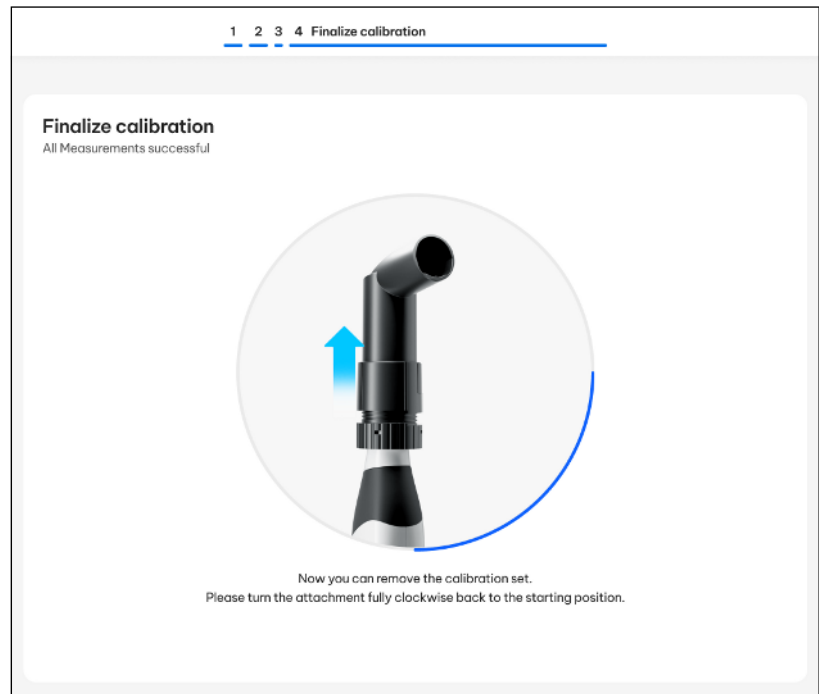 1 2 3 4 Finalize calibration
Finalize calibration
All Measurements successful
Now you can remove the calibration set.
Please turn the attachment fully clockwise back to the starting position.